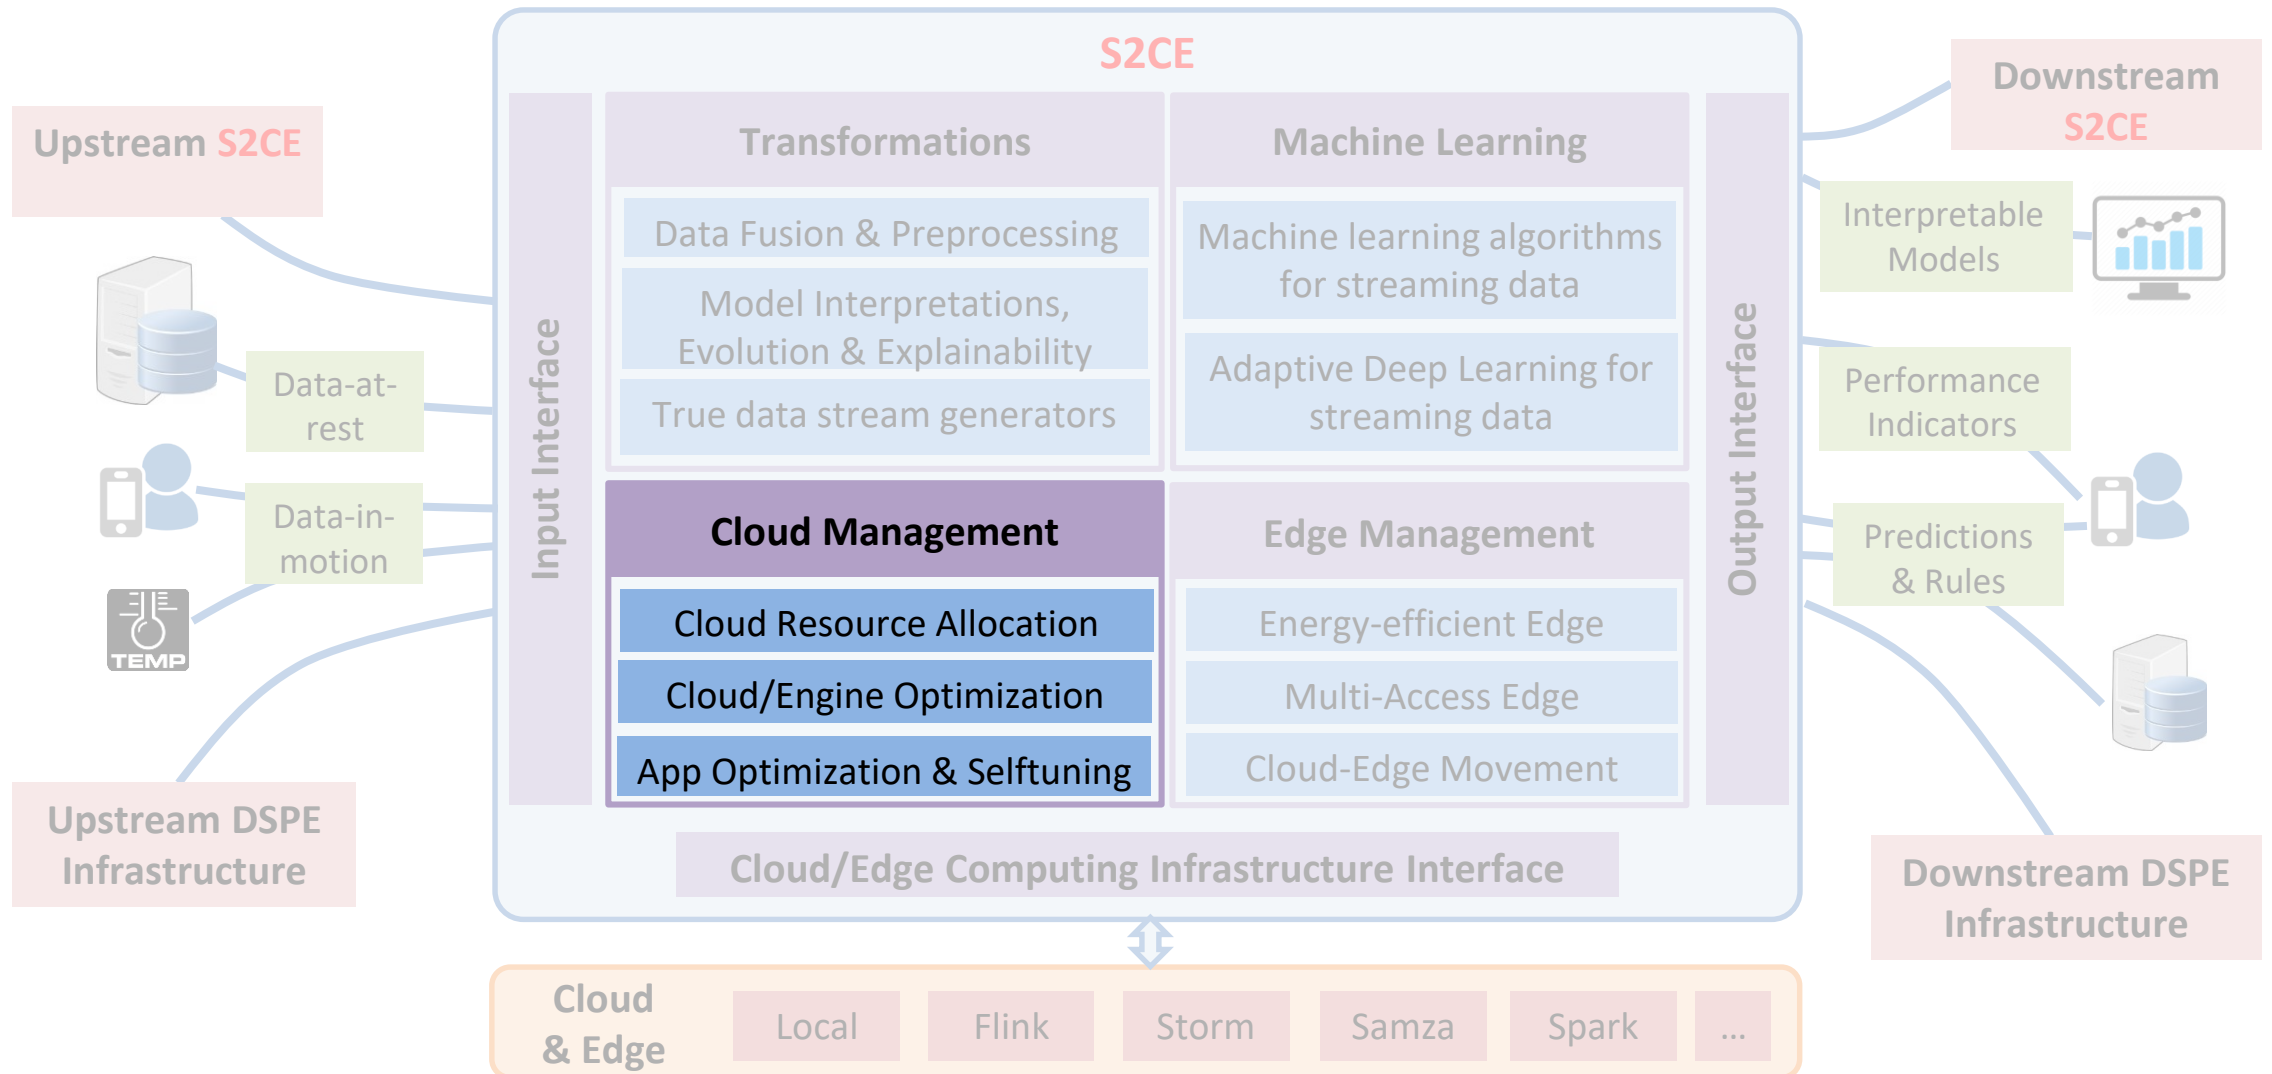 S2CE
Upstream S2CE
Data-at-
rest
Data-in-
motion
TEMP
Upstream DSPE
Infrastructure
Input Interface
Transformations
Data Fusion & Preprocessing
Model Interpretations,
Evolution & Explainability
True data stream generators
Machine Learning
Machine learning algorithms
for streaming data
Adaptive Deep Learning for
streaming data
Cloud Management
Cloud Resource Allocation
Cloud/Engine Optimization
App Optimization & Selftuning
Edge Management
Energy-efficient Edge
Multi-Access Edge
Cloud-Edge Movement
Output Interface
Cloud/Edge Computing Infrastructure Interface
Downstream
S2CE
Interpretable
Models
Performance
Indicators
Predictions
& Rules
Downstream DSPE
Infrastructure
Cloud
& Edge
Local
Flink
Storm
Samza
Spark
...